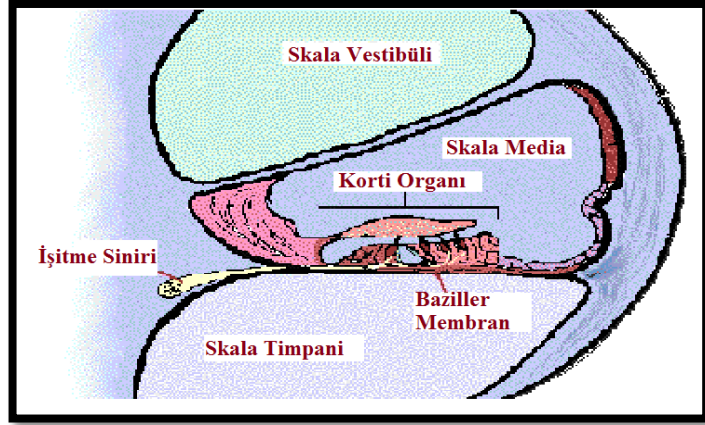 Skala Vestibüli
Skala Media
Korti Organı
İşitme Siniri
Baziller
Membran
Skala Timpani